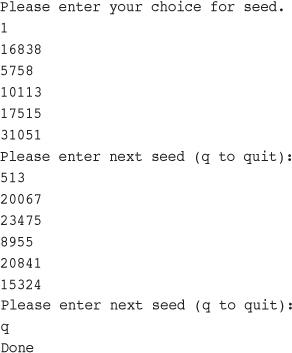 Please enter your choice for seed.
1
16838
5758
10113
17515
31051
Please enter next seed (q to quit):
513
20067
23475
8955
20841
15324
Please enter next seed (q to quit):
q
Done